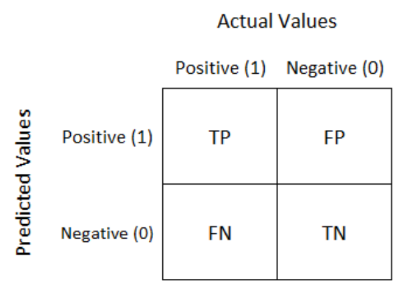 Actual Values
Positive (1) Negative (0)
Predicted Values
Positive (1) TP FP
Negative (0) FN TN